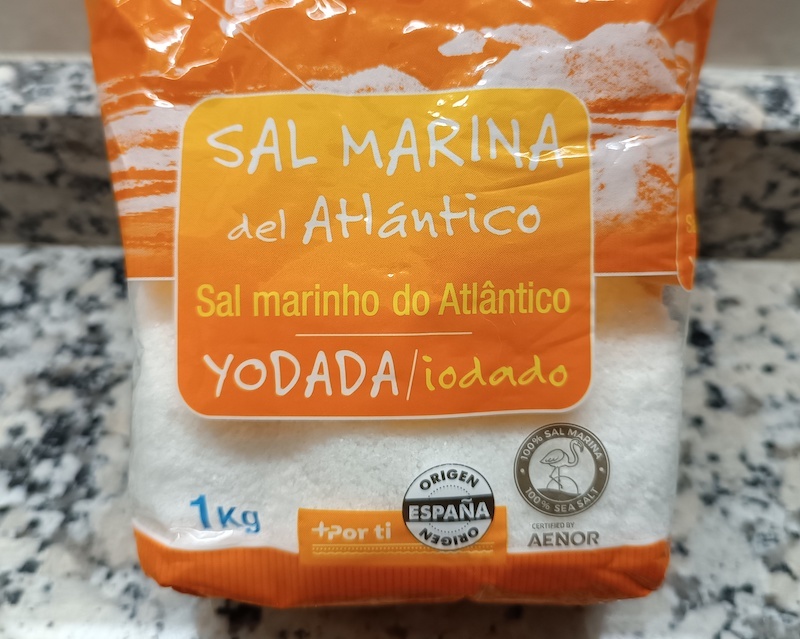 SAL MARINA
del Atlántico
Sal marinho do Atlântico
YODADA/iodado
1Kg
+Por ti
ORIGEN
ESPAÑA
ORIGEN
100% SAL MARINA
100% SEA SALT
CERTIFIED BY
AENOR